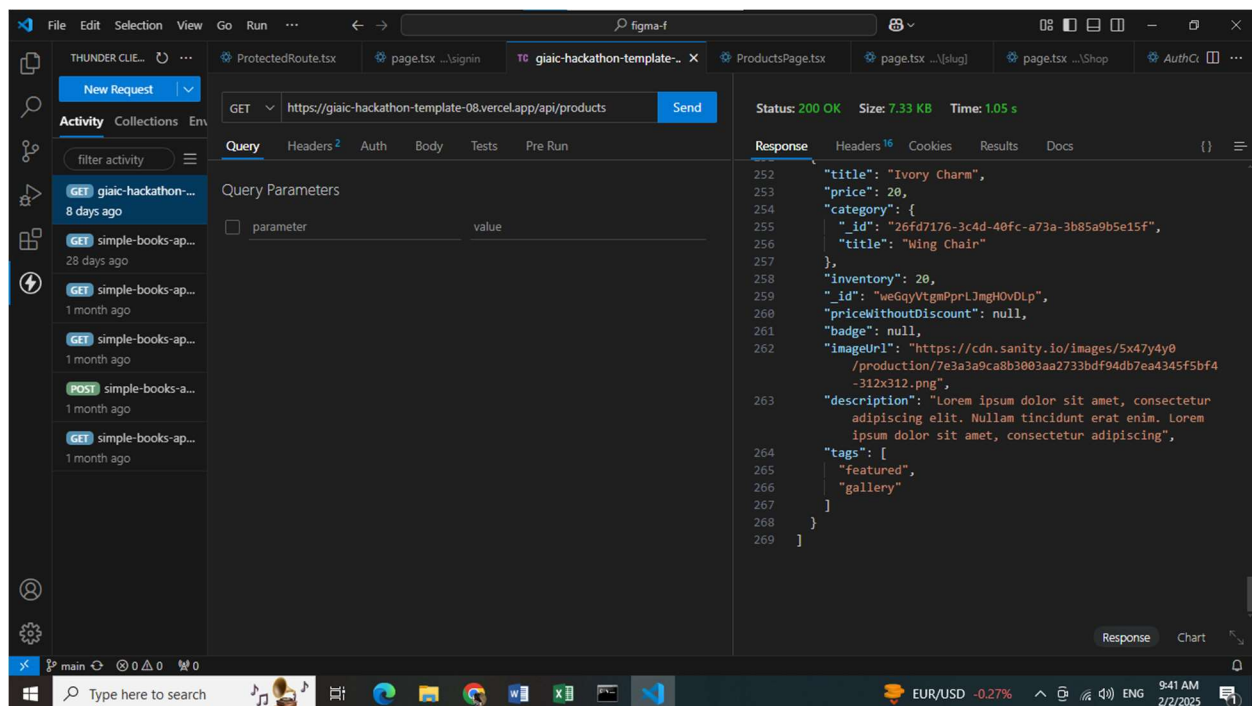 File Edit Selection View Go Run ··· figma-f
THUNDER CLIE... ···
ProtectedRoute.tsx page.tsx ...\signin TC giaic-hackathon-template-.. ProductsPage.tsx page.tsx ...\[slug] page.tsx ...\Shop AuthCo ···
New Request
Activity Collections Env
filter activity
GET giaic-hackathon-...
8 days ago
GET simple-books-ap...
28 days ago
GET simple-books-ap...
1 month ago
GET simple-books-ap...
1 month ago
POST simple-books-a...
1 month ago
GET simple-books-ap...
1 month ago
GET https://giaic-hackathon-template-08.vercel.app/api/products Send
Query Headers 2 Auth Body Tests Pre Run
Query Parameters
parameter value
Status: 200 OK Size: 7.33 KB Time: 1.05 s
Response Headers 16 Cookies Results Docs {}
252 "title": "Ivory Charm",
253 "price": 20,
254 "category": {
255 "_id": "26fd7176-3c4d-40fc-a73a-3b85a9b5e15f",
256 "title": "Wing Chair"
257 },
258 "inventory": 20,
259 "_id": "weGqyVtgmPprLJmgHOvDLp",
260 "priceWithoutDiscount": null,
261 "badge": null,
262 "imageUrl": "https://cdn.sanity.io/images/5x47y4y0
/production/7e3a3a9ca8b3003aa2733bdf94db7ea4345f5bf4
-312x312.png",
263 "description": "Lorem ipsum dolor sit amet, consectetur
adipiscing elit. Nullam tincidunt erat enim. Lorem
ipsum dolor sit amet, consectetur adipiscing",
264 "tags": [
265 "featured",
266 "gallery"
267 ]
268 }
269 ]
Response Chart
main 0 0 0
Type here to search EUR/USD -0.27% ENG 9:41 AM
2/2/2025 1